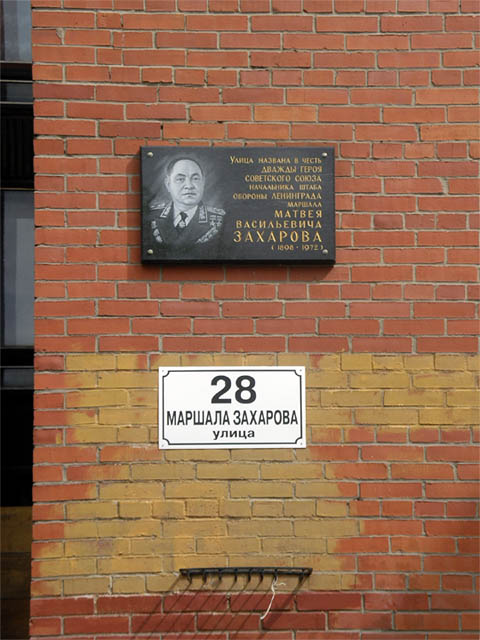 УЛИЦА НАЗВАНА В ЧЕСТЬ
ДВАЖДЫ ГЕРОЯ
СОВЕТСКОГО СОЮЗА
НАЧАЛЬНИКА ШТАБА
ОБОРОНЫ ЛЕНИНГРАДА
МАРШАЛА
МАТВЕЯ
ВАСИЛЬЕВИЧА
ЗАХАРОВА
(1898 - 1972)
28
МАРШАЛА ЗАХАРОВА
улица